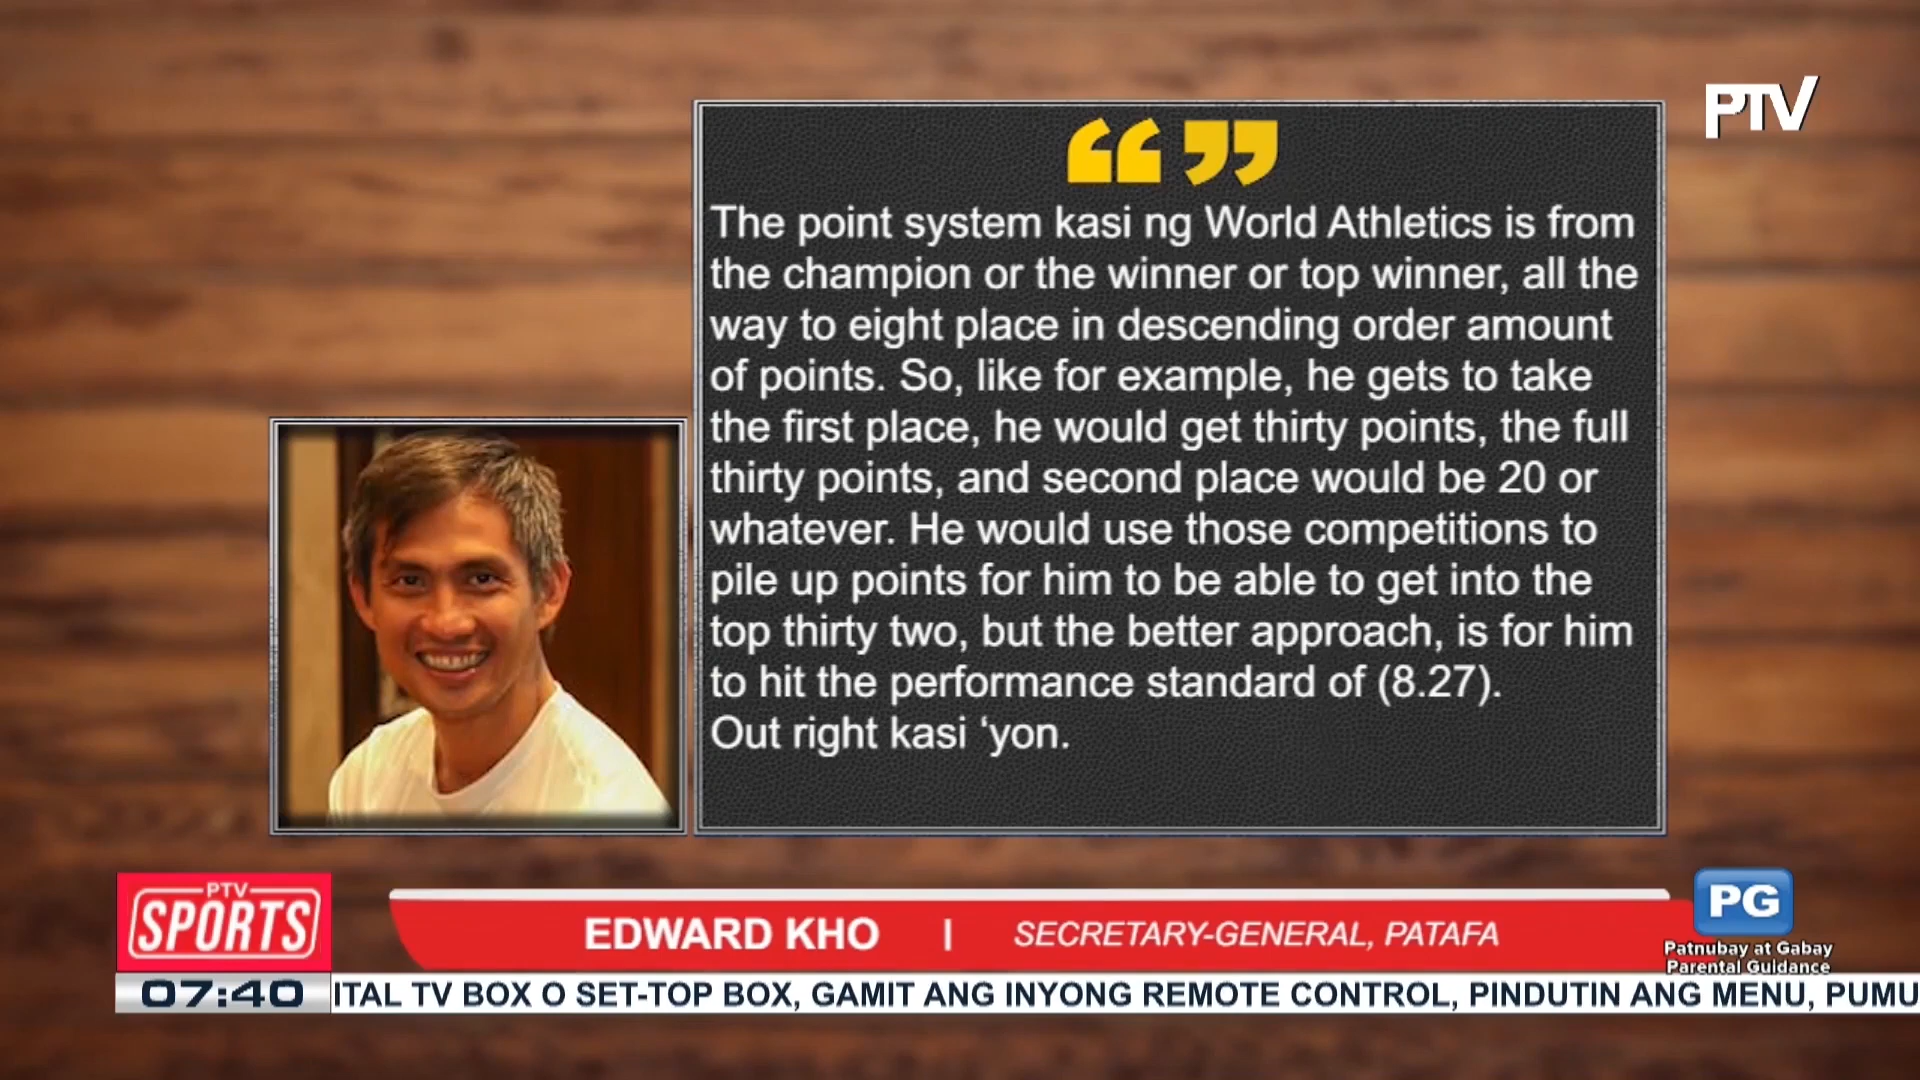 PTV
“ ”
The point system kasi ng World Athletics is from
the champion or the winner or top winner, all the
way to eight place in descending order amount
of points. So, like for example, he gets to take
the first place, he would get thirty points, the full
thirty points, and second place would be 20 or
whatever. He would use those competitions to
pile up points for him to be able to get into the
top thirty two, but the better approach, is for him
to hit the performance standard of (8.27).
Out right kasi ‘yon.
PTV
SPORTS
EDWARD KHO | SECRETARY-GENERAL, PATAFA
PG
Patnubay at Gabay
Parental Guidance
07:40
ITAL TV BOX O SET-TOP BOX, GAMIT ANG INYONG REMOTE CONTROL, PINDUTIN ANG MENU, PUMU